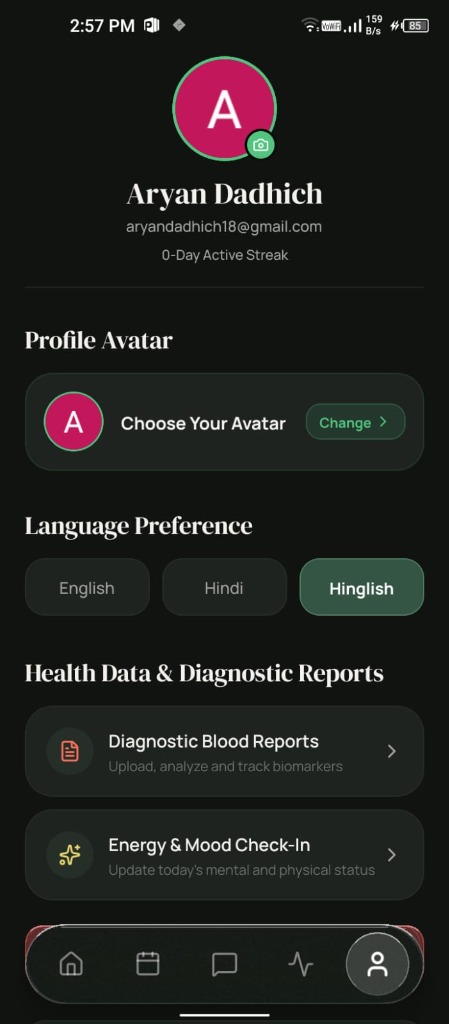 2:57 PM
VoWiFi
159
B/s
85
A
Aryan Dadhich
aryandadhich18@gmail.com
0-Day Active Streak
Profile Avatar
A
Choose Your Avatar
Change
Language Preference
English
Hindi
Hinglish
Health Data & Diagnostic Reports
Diagnostic Blood Reports
Upload, analyze and track biomarkers
Energy & Mood Check-In
Update today's mental and physical status